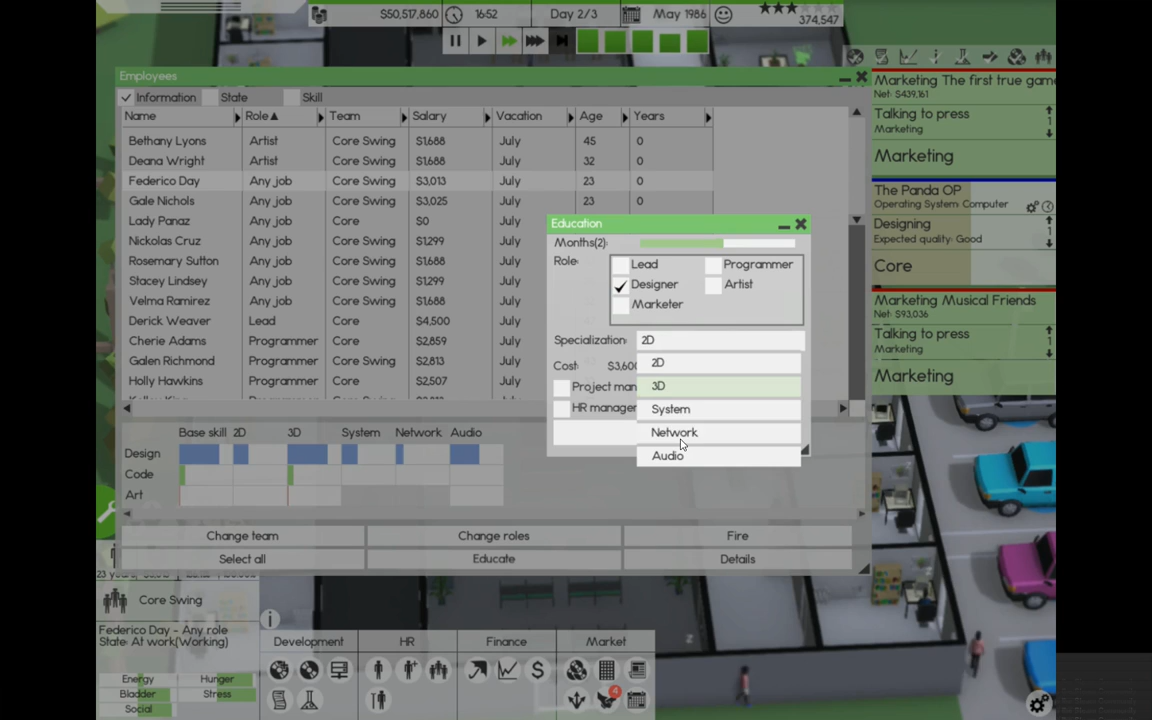 $50,517,860
16:52
Day 2/3
May 1986
374,547
Employees
Information
State
Skill
Name
Role▲
Team
Salary
Vacation
Age
Years
Bethany Lyons Artist Core Swing $1,688 July 45 0
Deana Wright Artist Core Swing $1,688 July 32 0
Federico Day Any job Core Swing $3,013 July 23 0
Gale Nichols Any job Core Swing $3,025 July 23 0
Lady Panaz Any job Core $0 July
Nickolas Cruz Any job Core Swing $1,299 July
Rosemary Sutton Any job Core Swing $1,688 July
Stacey Lindsey Any job Core Swing $1,299 July
Velma Ramirez Any job Core Swing $1,688 July
Derick Weaver Lead Core $4,500 July
Cherie Adams Programmer Core $2,859 July
Galen Richmond Programmer Core $2,813 July
Holly Hawkins Programmer Core $2,507 July
Base skill 2D 3D System Network Audio
Design
Code
Art
Change team
Change roles
Fire
Select all
Educate
Details
Education
Months(2):
Role:
Lead
Programmer
Designer
Artist
Marketer
Specialization:
2D
2D
3D
System
Network
Audio
Cost:
$3,600
Project man
HR manager
Marketing The first true game
Net: $439,161
Talking to press
1
Marketing
Marketing
The Panda OP
Operating System: Computer
Designing
Expected quality: Good
1
Core
Marketing Musical Friends
Net: $93,036
Talking to press
1
Marketing
Marketing
Core Swing
Federico Day - Any role
State: At work(Working)
Energy
Hunger
Bladder
Stress
Social
Development
HR
Finance
Market
4